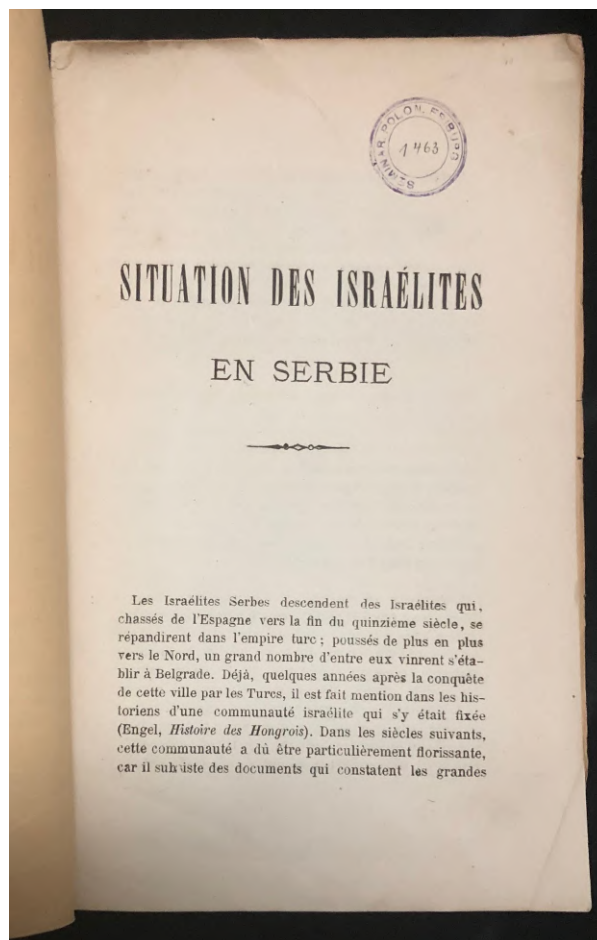 SEMINAR POLON. FRIBURG
1463
SITUATION DES ISRAÉLITES
EN SERBIE
Les Israélites Serbes descendent des Israélites qui,
chassés de l'Espagne vers la fin du quinzième siècle, se
répandirent dans l'empire turc ; poussés de plus en plus
vers le Nord, un grand nombre d'entre eux vinrent s'éta-
blir à Belgrade. Déjà, quelques années après la conquête
de cette ville par les Turcs, il est fait mention dans les his-
toriens d'une communauté israélite qui s'y était fixée
(Engel, Histoire des Hongrois). Dans les siècles suivants,
cette communauté a dû être particulièrement florissante,
car il subsiste des documents qui constatent les grandes